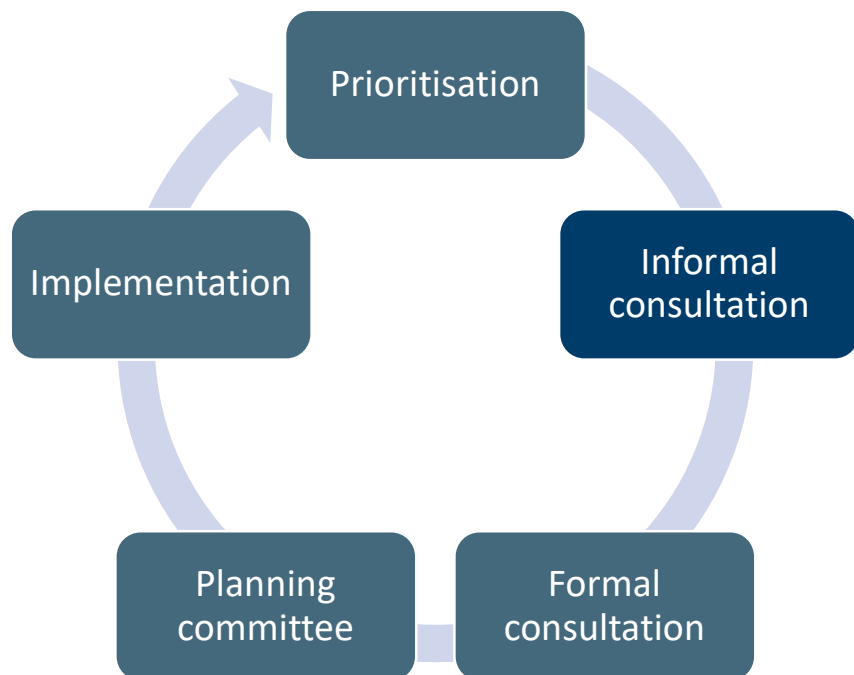 Prioritisation
Informal
consultation
Formal
consultation
Planning
committee
Implementation